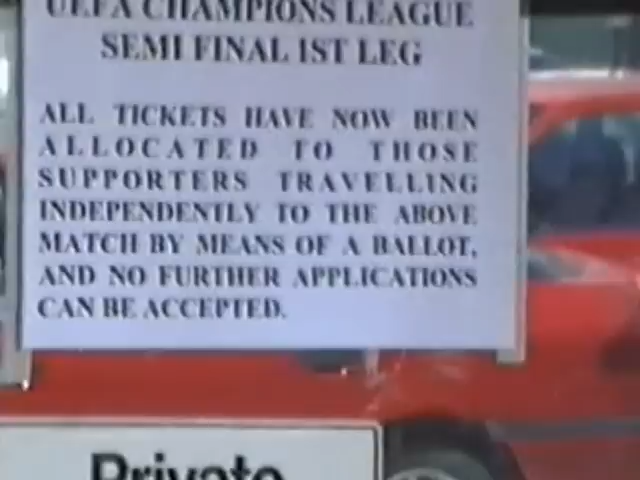 UEFA CHAMPIONS LEAGUE
SEMI FINAL 1ST LEG
ALL TICKETS HAVE NOW BEEN
ALLOCATED TO THOSE
SUPPORTERS TRAVELLING
INDEPENDENTLY TO THE ABOVE
MATCH BY MEANS OF A BALLOT,
AND NO FURTHER APPLICATIONS
CAN BE ACCEPTED.
Private